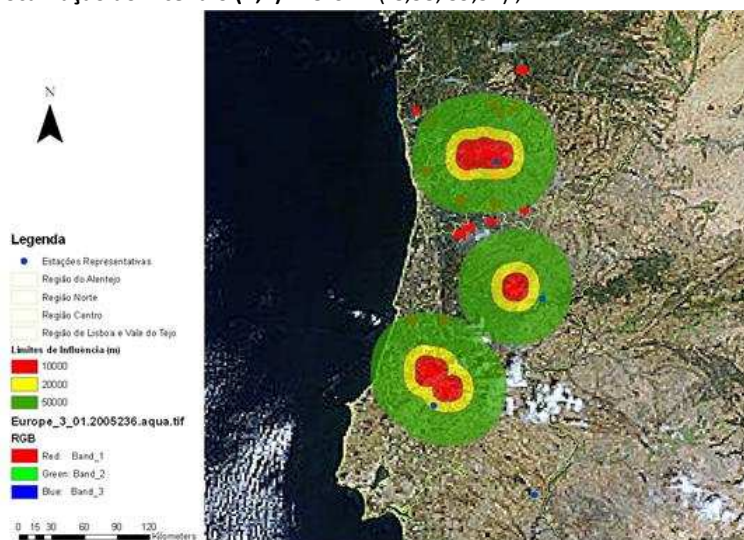 N
Legenda
Estações Representativas
Região do Alentejo
Região Norte
Região Centro
Região de Lisboa e Vale do Tejo
Limites de Influência (m)
10000
20000
50000
Europe_3_01.2005236.aqua.tif
RGB
Red: Band_1
Green: Band_2
Blue: Band_3
0 15 30 60 90 120
Kilometers